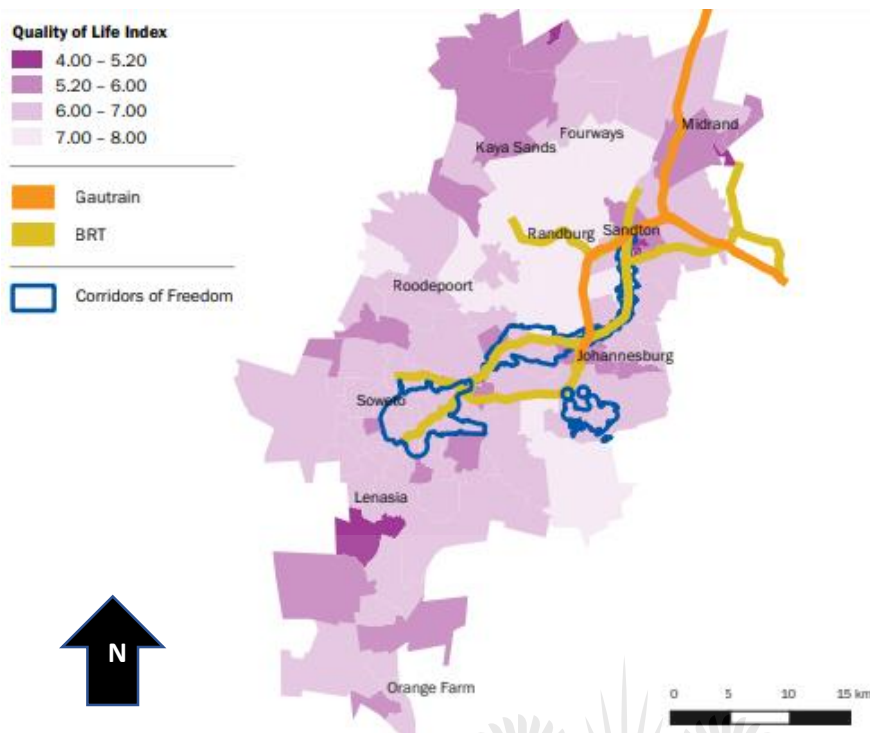 Quality of Life Index
4.00 – 5.20
5.20 – 6.00
6.00 – 7.00
7.00 – 8.00
Gautrain
BRT
Corridors of Freedom
Midrand
Fourways
Kaya Sands
Randburg
Sandton
Roodepoort
Johannesburg
Soweto
Lenasia
N
Orange Farm
0 5 10 15 km